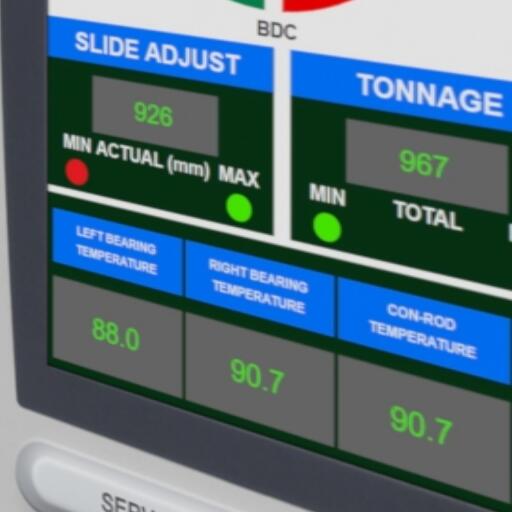 BDC
SLIDE ADJUST
926
MIN ACTUAL (mm) MAX
TONNAGE
967
MIN TOTAL
LEFT BEARING
TEMPERATURE
88.0
RIGHT BEARING
TEMPERATURE
90.7
CON-ROD
TEMPERATURE
90.7